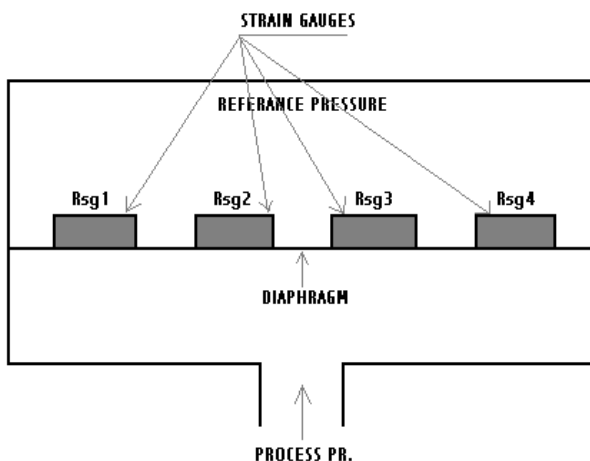 STRAIN GAUGES
REFERANCE PRESSURE
Rsg1 Rsg2 Rsg3 Rsg4
DIAPHRAGM
PROCESS PR.